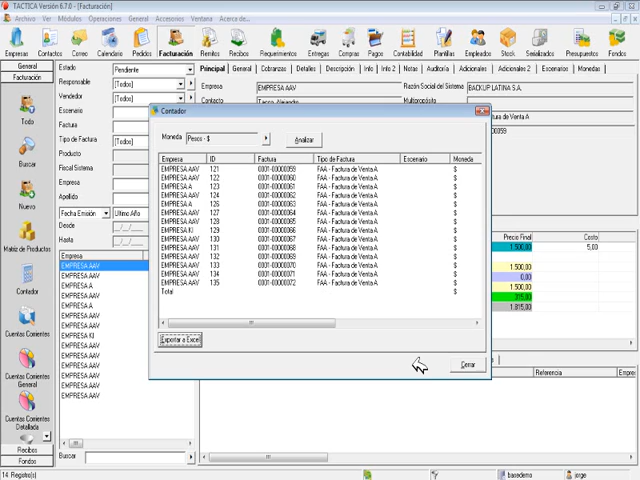 TACTICA 6.7.0 - [Facturación]
Archivo Ver Módulos Operaciones General Accesorios Ventana Acerca de...
Empresas Contactos Correo Calendario Pedidos Facturación Remitos Recibos Requerimientos Entregas Compras Pagos Contabilidad Plantillas Auditoría Stock Serializados Presupuestos Fondos
General
Facturación
Todo
Buscar
Nuevo
Matriz de Productos
Contador
Cuentas Corrientes
Cuentas Corrientes General
Cuentas Corrientes Detallada
Recibos
Fondos
Estado Pendiente
Responsable [Todos]
Vendedor [Todos]
Escenario
Factura
Tipo de Factura [Todos]
Producto
Fiscal Sistema
Empresa
Fecha Emisión Ultimo Año
Desde __/__/
Hasta __/__/
Empresa
EMPRESA AAV
EMPRESA AAV
EMPRESA A
EMPRESA AAV
EMPRESA A
EMPRESA AAV
EMPRESA AAV
EMPRESA KI
EMPRESA AAV
EMPRESA AAV
EMPRESA AAV
EMPRESA AAV
EMPRESA AAV
EMPRESA AAV
Buscar
Principal General Cobranzas Detalles Descripción Info Info 2 Notas Auditoría Adicionales Adicionales 2 Escenarios Monedas
Empresa EMPRESA AAV Razón Social del Sistema BACKUP LATINA S.A.
Contacto Multipropósito
ura de Venta A
00059
Precio Final Costo
1.500,00 5,00
1.500,00
0,00
1.500,00
315,00
1.815,00
Referencia Empres
Contador
Moneda Pesos - $ Analizar
Empresa ID Factura Tipo de Factura Escenario Moneda
EMPRESA AAV 121 0001-00000059 FAA - Factura de Venta A $
EMPRESA AAV 122 0001-00000060 FAA - Factura de Venta A $
EMPRESA A 123 0001-00000061 FAA - Factura de Venta A $
EMPRESA AAV 124 0001-00000062 FAA - Factura de Venta A $
EMPRESA A 126 0001-00000063 FAA - Factura de Venta A $
EMPRESA AAV 127 0001-00000064 FAA - Factura de Venta A $
EMPRESA AAV 128 0001-00000065 FAA - Factura de Venta A $
EMPRESA KI 129 0001-00000066 FAA - Factura de Venta A $
EMPRESA AAV 130 0001-00000067 FAA - Factura de Venta A $
EMPRESA AAV 131 0001-00000068 FAA - Factura de Venta A $
EMPRESA AAV 132 0001-00000069 FAA - Factura de Venta A $
EMPRESA AAV 133 0001-00000070 FAA - Factura de Venta A $
EMPRESA AAV 134 0001-00000071 FAA - Factura de Venta A $
EMPRESA AAV 135 0001-00000072 FAA - Factura de Venta A $
Total $
Exportar a Excel
Cerrar
14 Registro(s) basedemo jorge